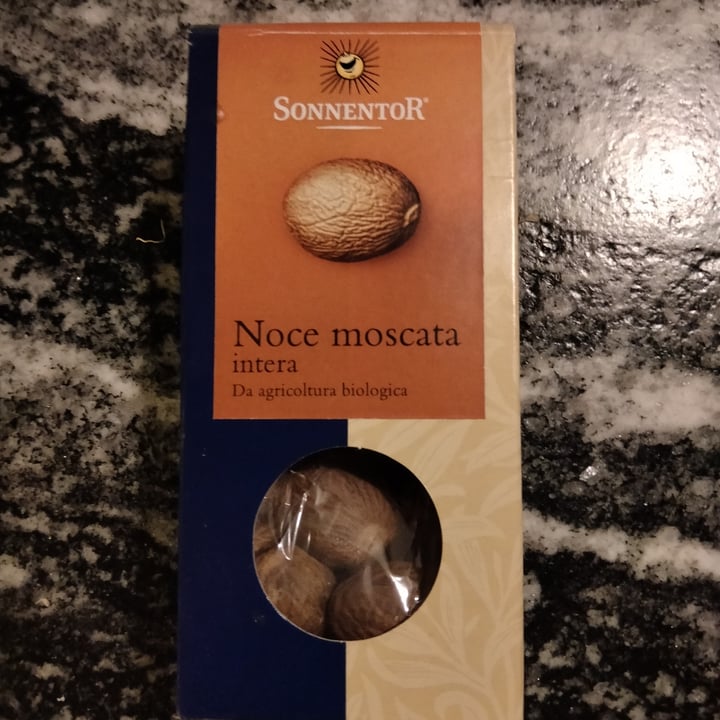 SONNENTOR®
Noce moscata
intera
Da agricoltura biologica